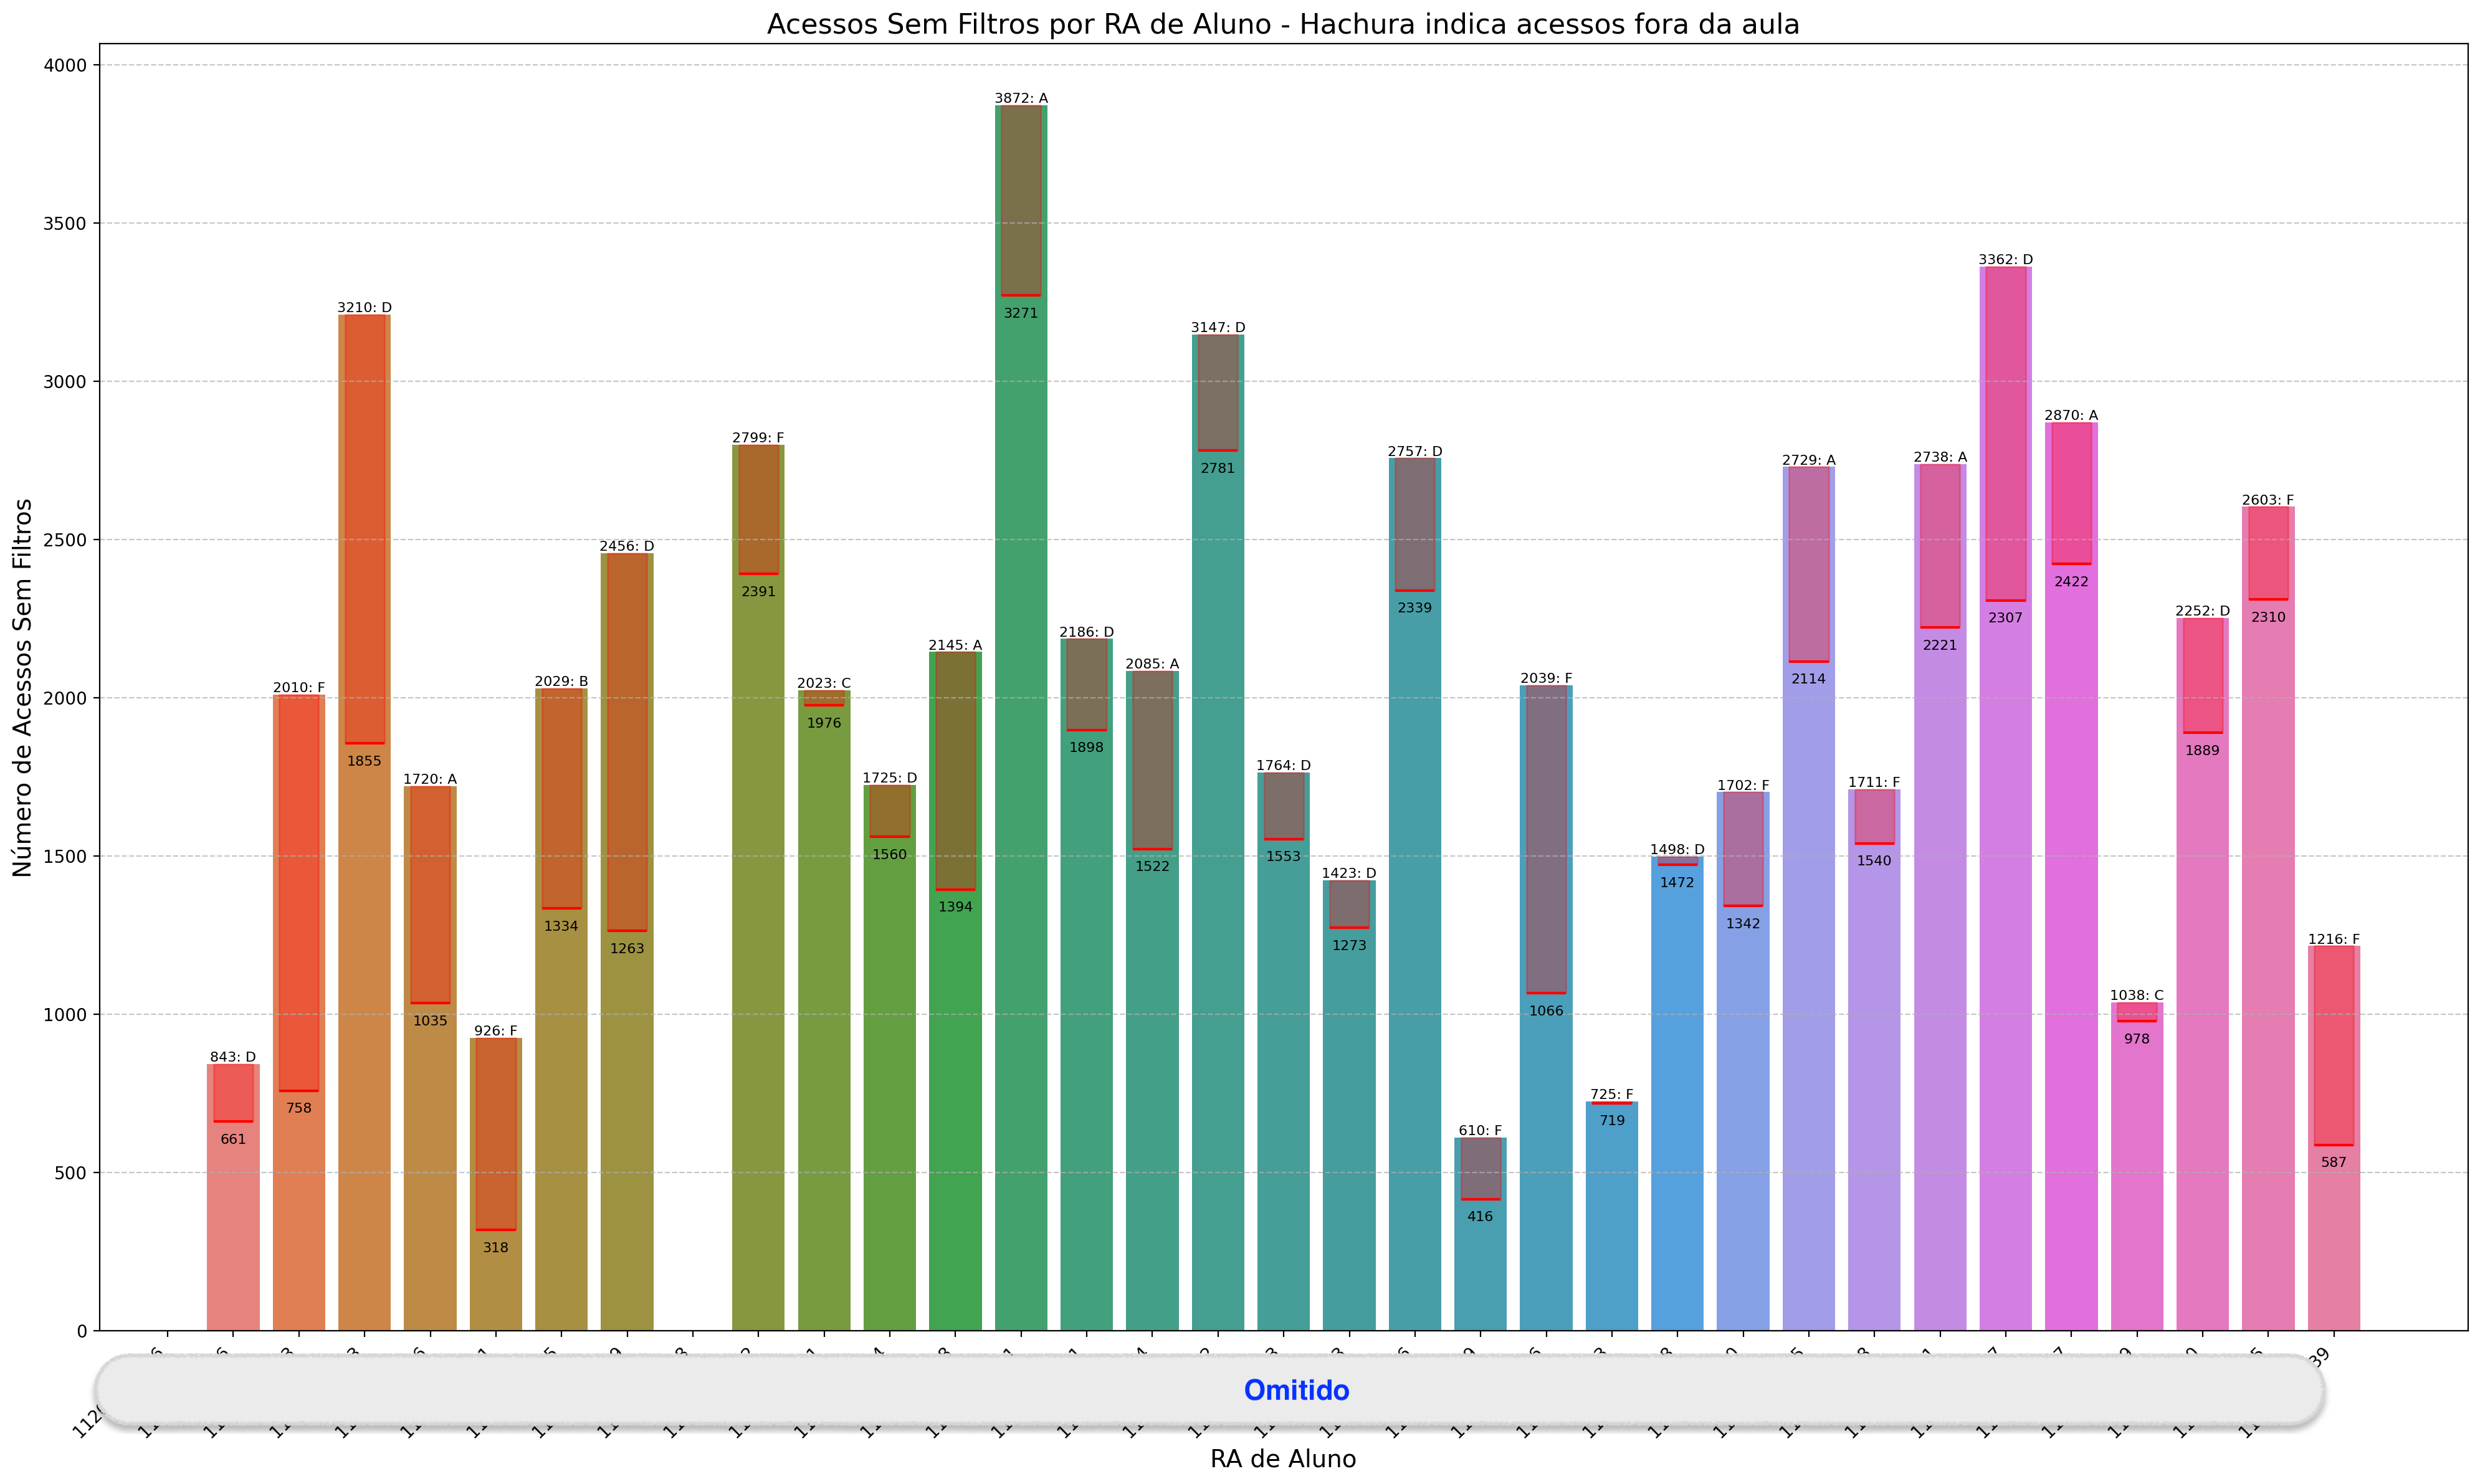 Acessos Sem Filtros por RA de Aluno - Hachura indica acessos fora da aula
Número de Acessos Sem Filtros
4000
3500
3000
2500
2000
1500
1000
500
0
843: D
661
2010: F
758
3210: D
1855
1720: A
1035
926: F
318
2029: B
1334
2456: D
1263
2799: F
2391
2023: C
1976
1725: D
1560
2145: A
1394
3872: A
3271
2186: D
1898
2085: A
1522
3147: D
2781
1764: D
1553
1423: D
1273
2757: D
2339
610: F
416
2039: F
1066
725: F
719
1498: D
1472
1702: F
1342
2729: A
2114
1711: F
1540
2738: A
2221
3362: D
2307
2870: A
2422
1038: C
978
2252: D
1889
2603: F
2310
1216: F
587
Omitido
RA de Aluno